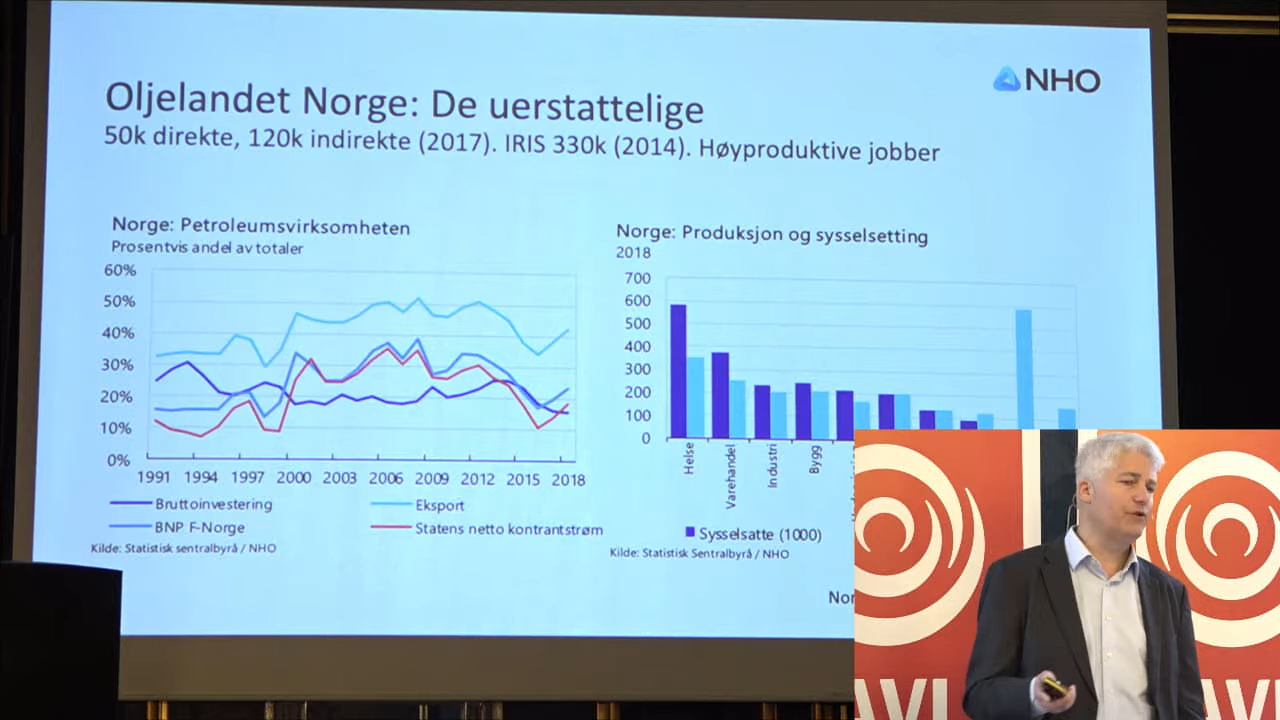 NHO
Oljelandet Norge: De uerstattelige
50k direkte, 120k indirekte (2017). IRIS 330k (2014). Høyproduktive jobber
Norge: Petroleumsvirksomheten
Prosentvis andel av totaler
60%
50%
40%
30%
20%
10%
0%
1991 1994 1997 2000 2003 2006 2009 2012 2015 2018
Bruttoinvestering Eksport
BNP F-Norge Statens netto kontrantstrøm
Kilde: Statistisk sentralbyrå / NHO
Norge: Produksjon og sysselsetting
2018
700
600
500
400
300
200
100
0
Helse
Varehandel
Industri
Bygg
Sysselsatte (1000)
Kilde: Statistisk Sentralbyrå / NHO